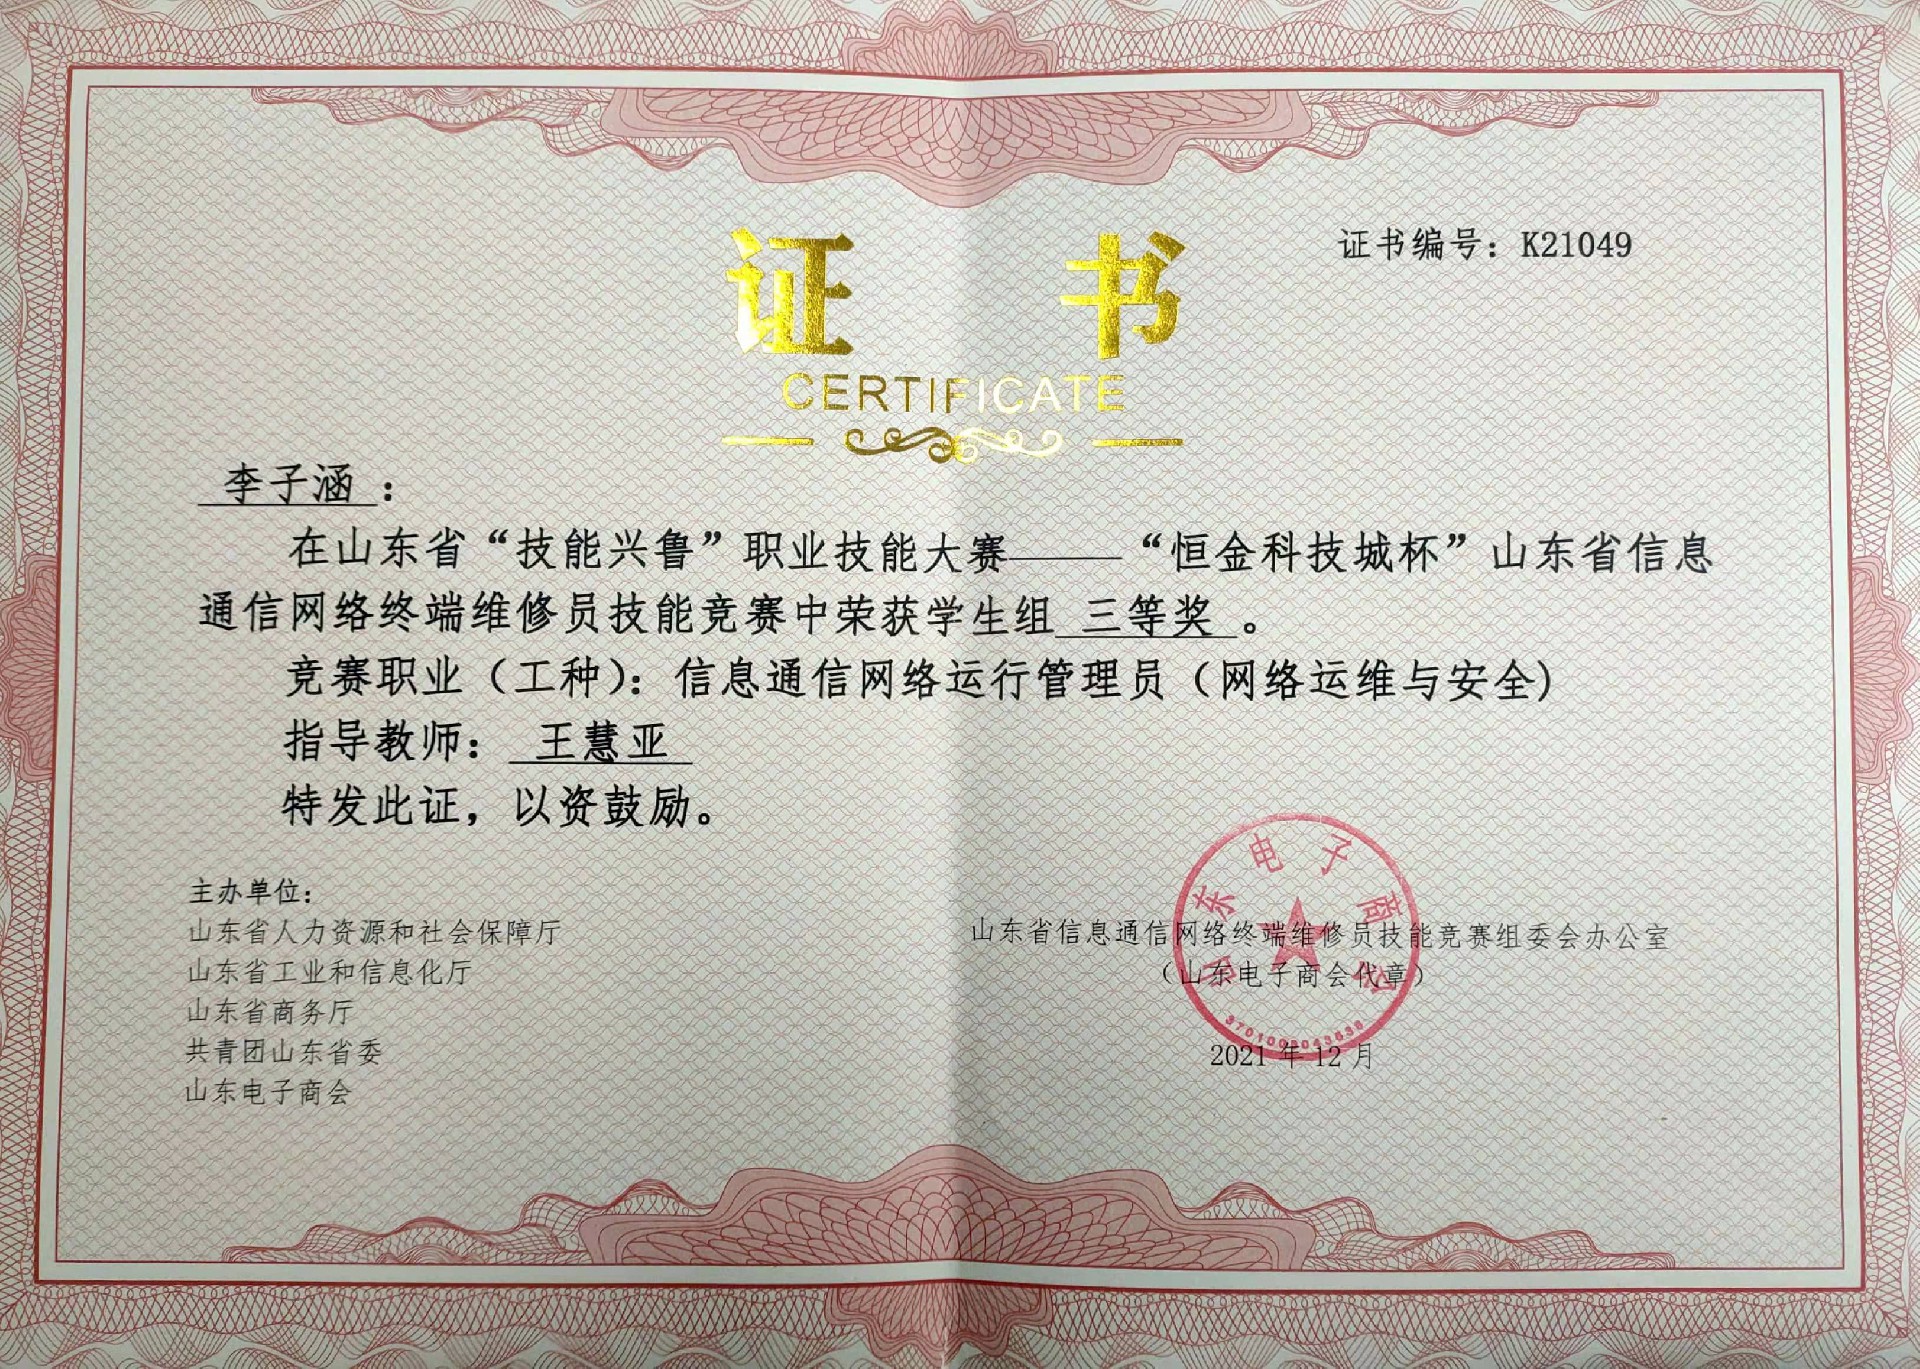 证书编号：K21049
证 书
CERTIFICATE
李子涵：
在山东省“技能兴鲁”职业技能大赛——“恒金科技城杯”山东省信息
通信网络终端维修员技能竞赛中荣获学生组 三等奖 。
竞赛职业（工种）：信息通信网络运行管理员（网络运维与安全）
指导教师： 王慧亚
特发此证，以资鼓励。
主办单位：
山东省人力资源和社会保障厅
山东省工业和信息化厅
山东省商务厅
共青团山东省委
山东电子商会
山东省信息通信网络终端维修员技能竞赛组委会办公室
（山东电子商会代章）
2021 年 12 月
山东电子商会